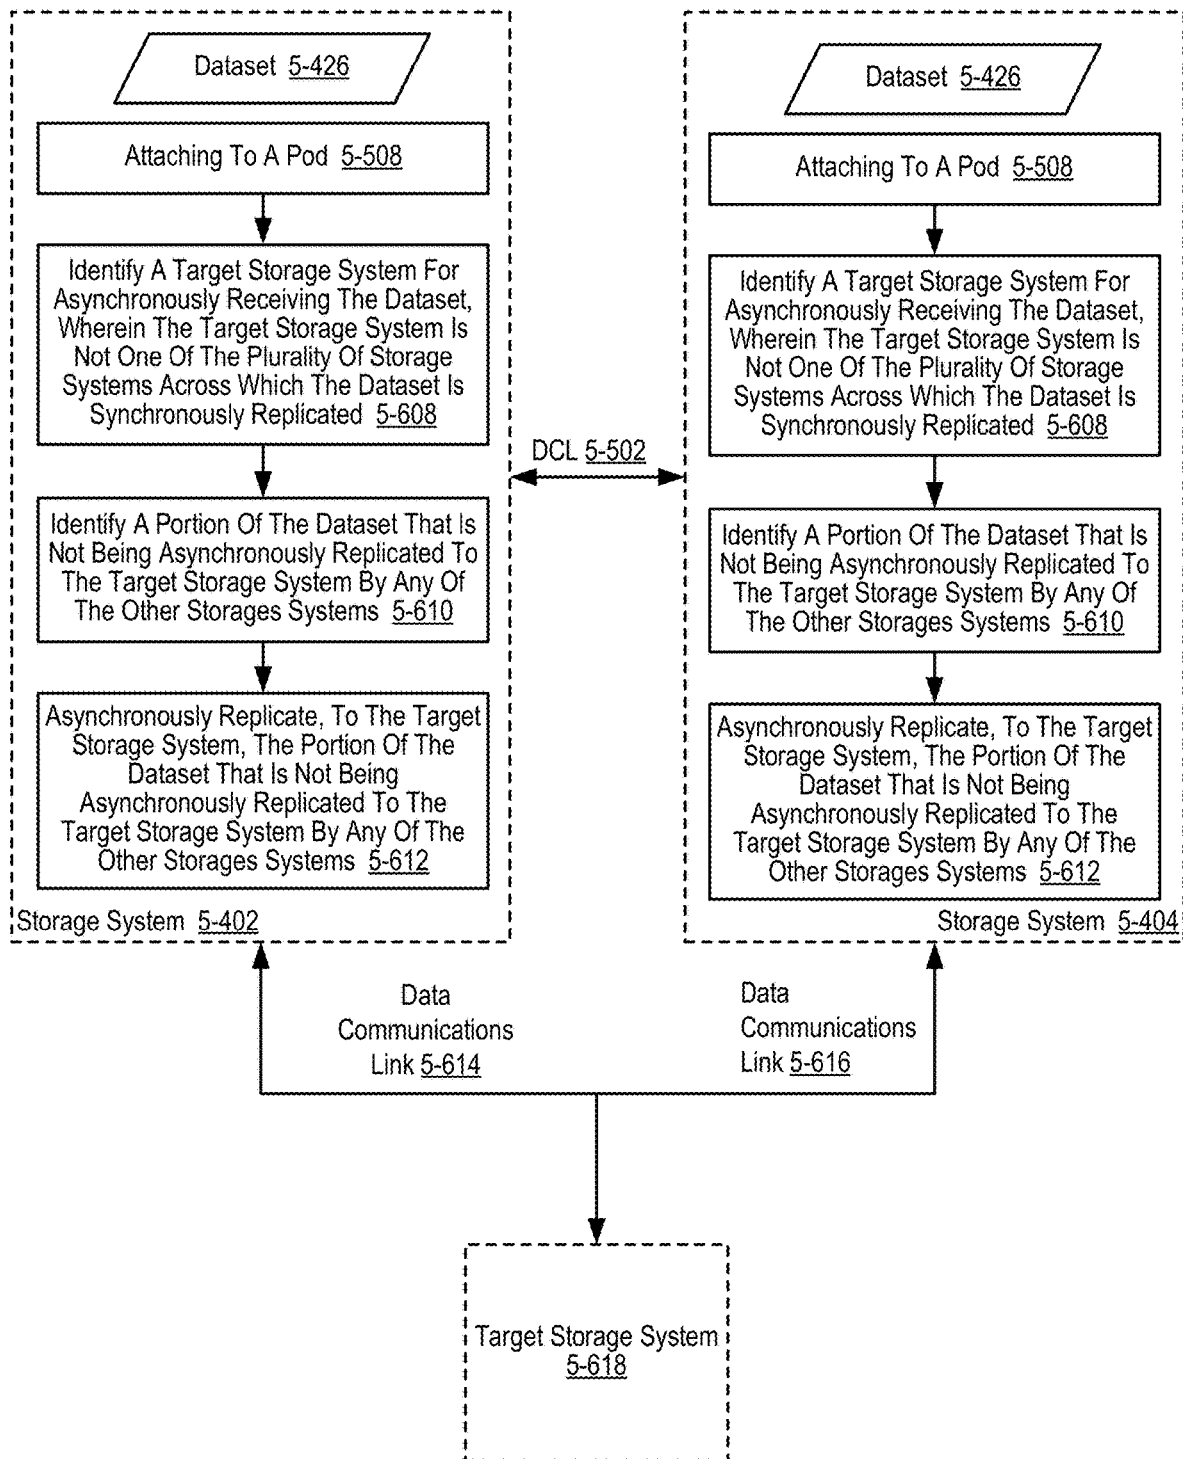 Dataset 5-426
Attaching To A Pod 5-508
Identify A Target Storage System For
Asynchronously Receiving The Dataset,
Wherein The Target Storage System Is
Not One Of The Plurality Of Storage
Systems Across Which The Dataset Is
Synchronously Replicated 5-608
Identify A Portion Of The Dataset That Is
Not Being Asynchronously Replicated To
The Target Storage System By Any Of
The Other Storages Systems 5-610
Asynchronously Replicate, To The Target
Storage System, The Portion Of The
Dataset That Is Not Being
Asynchronously Replicated To The
Target Storage System By Any Of The
Other Storages Systems 5-612
Storage System 5-402
DCL 5-502
Dataset 5-426
Attaching To A Pod 5-508
Identify A Target Storage System For
Asynchronously Receiving The Dataset,
Wherein The Target Storage System Is
Not One Of The Plurality Of Storage
Systems Across Which The Dataset Is
Synchronously Replicated 5-608
Identify A Portion Of The Dataset That Is
Not Being Asynchronously Replicated To
The Target Storage System By Any Of
The Other Storages Systems 5-610
Asynchronously Replicate, To The Target
Storage System, The Portion Of The
Dataset That Is Not Being
Asynchronously Replicated To The
Target Storage System By Any Of The
Other Storages Systems 5-612
Storage System 5-404
Data
Communications
Link 5-614
Data
Communications
Link 5-616
Target Storage System
5-618